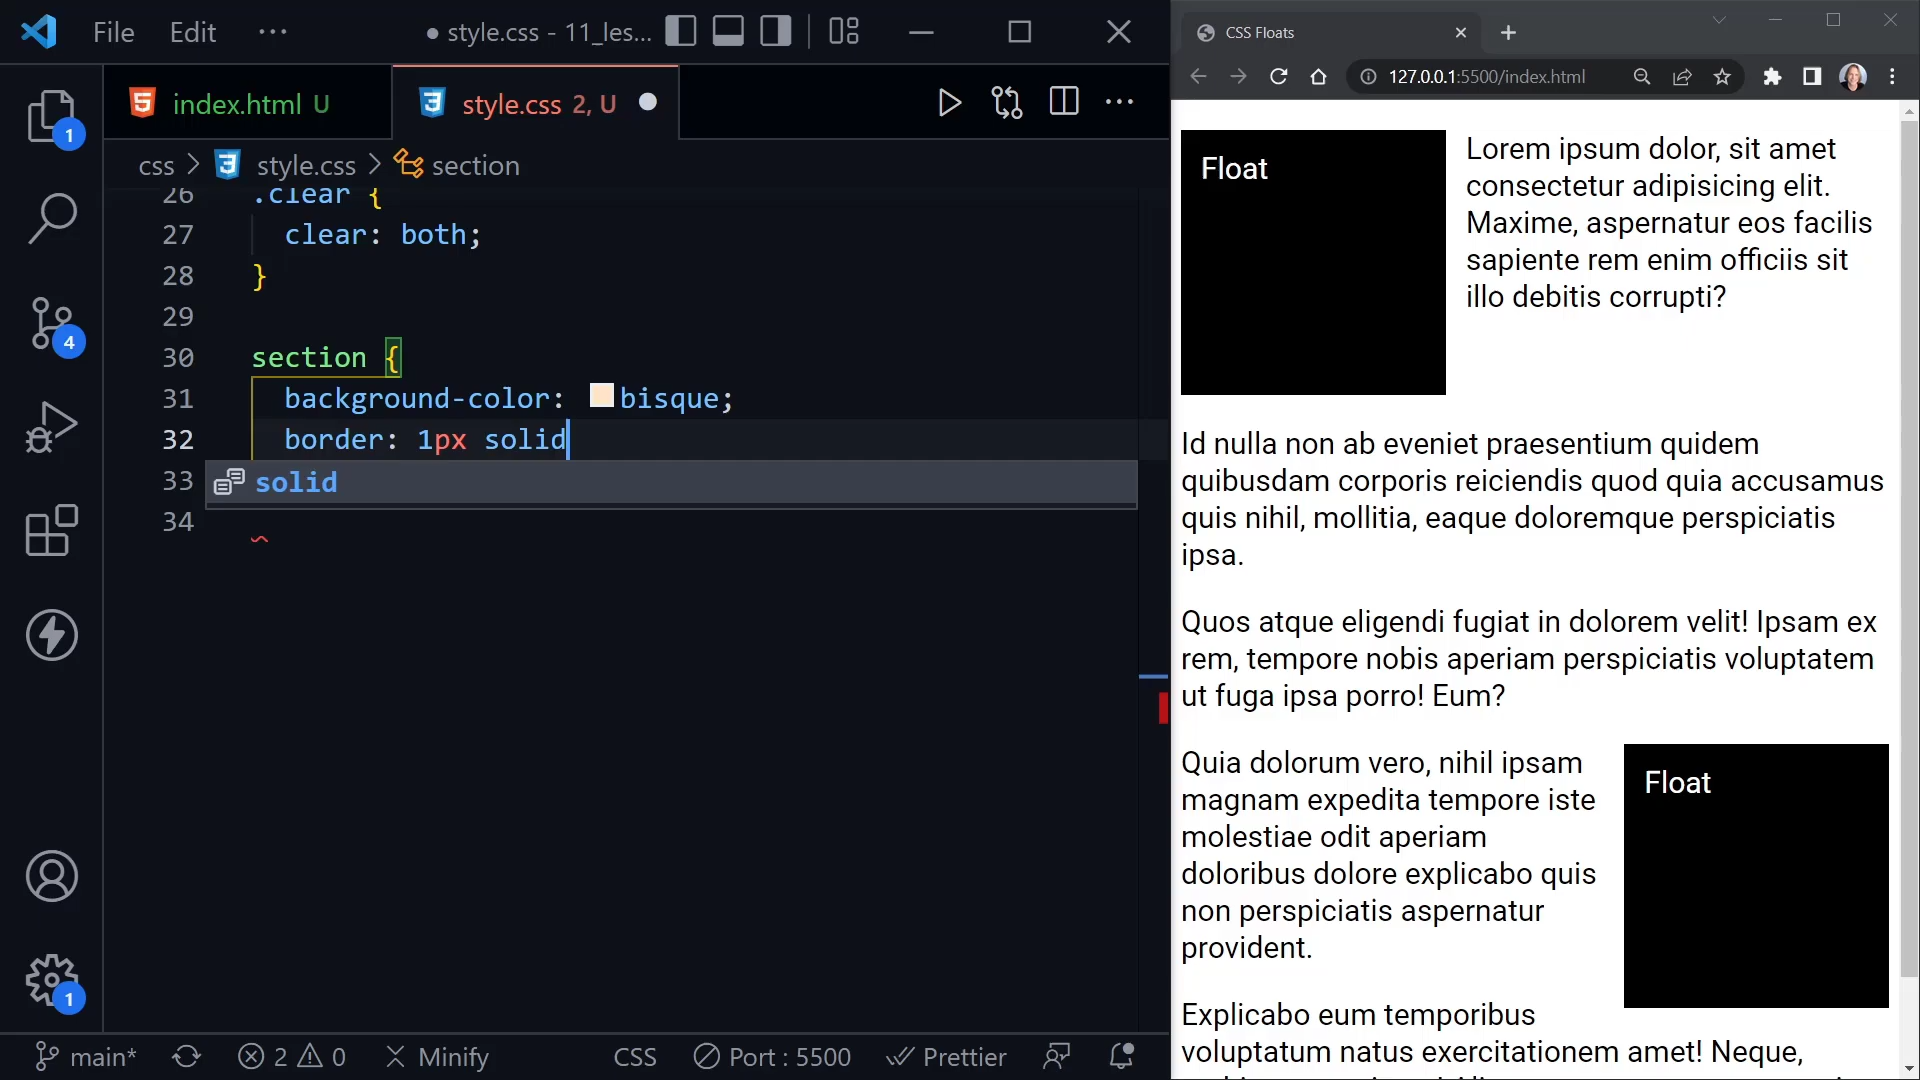 File Edit ··· ● style.css - 11_les...
index.html U style.css 2, U ●
css > style.css > section
26 .clear {
27 clear: both;
28 }
29
30 section {
31 background-color: bisque;
32 border: 1px solid
33 solid
34
1
4
1
main* 2 0 Minify CSS Port : 5500 Prettier
CSS Floats
127.0.0.1:5500/index.html
Float
Lorem ipsum dolor, sit amet
consectetur adipisicing elit.
Maxime, aspernatur eos facilis
sapiente rem enim officiis sit
illo debitis corrupti?
Id nulla non ab eveniet praesentium quidem
quibusdam corporis reiciendis quod quia accusamus
quis nihil, mollitia, eaque doloremque perspiciatis
ipsa.
Quos atque eligendi fugiat in dolorem velit! Ipsam ex
rem, tempore nobis aperiam perspiciatis voluptatem
ut fuga ipsa porro! Eum?
Quia dolorum vero, nihil ipsam
magnam expedita tempore iste
molestiae odit aperiam
doloribus dolore explicabo quis
non perspiciatis aspernatur
provident.
Float
Explicabo eum temporibus
voluptatum natus exercitationem amet! Neque,